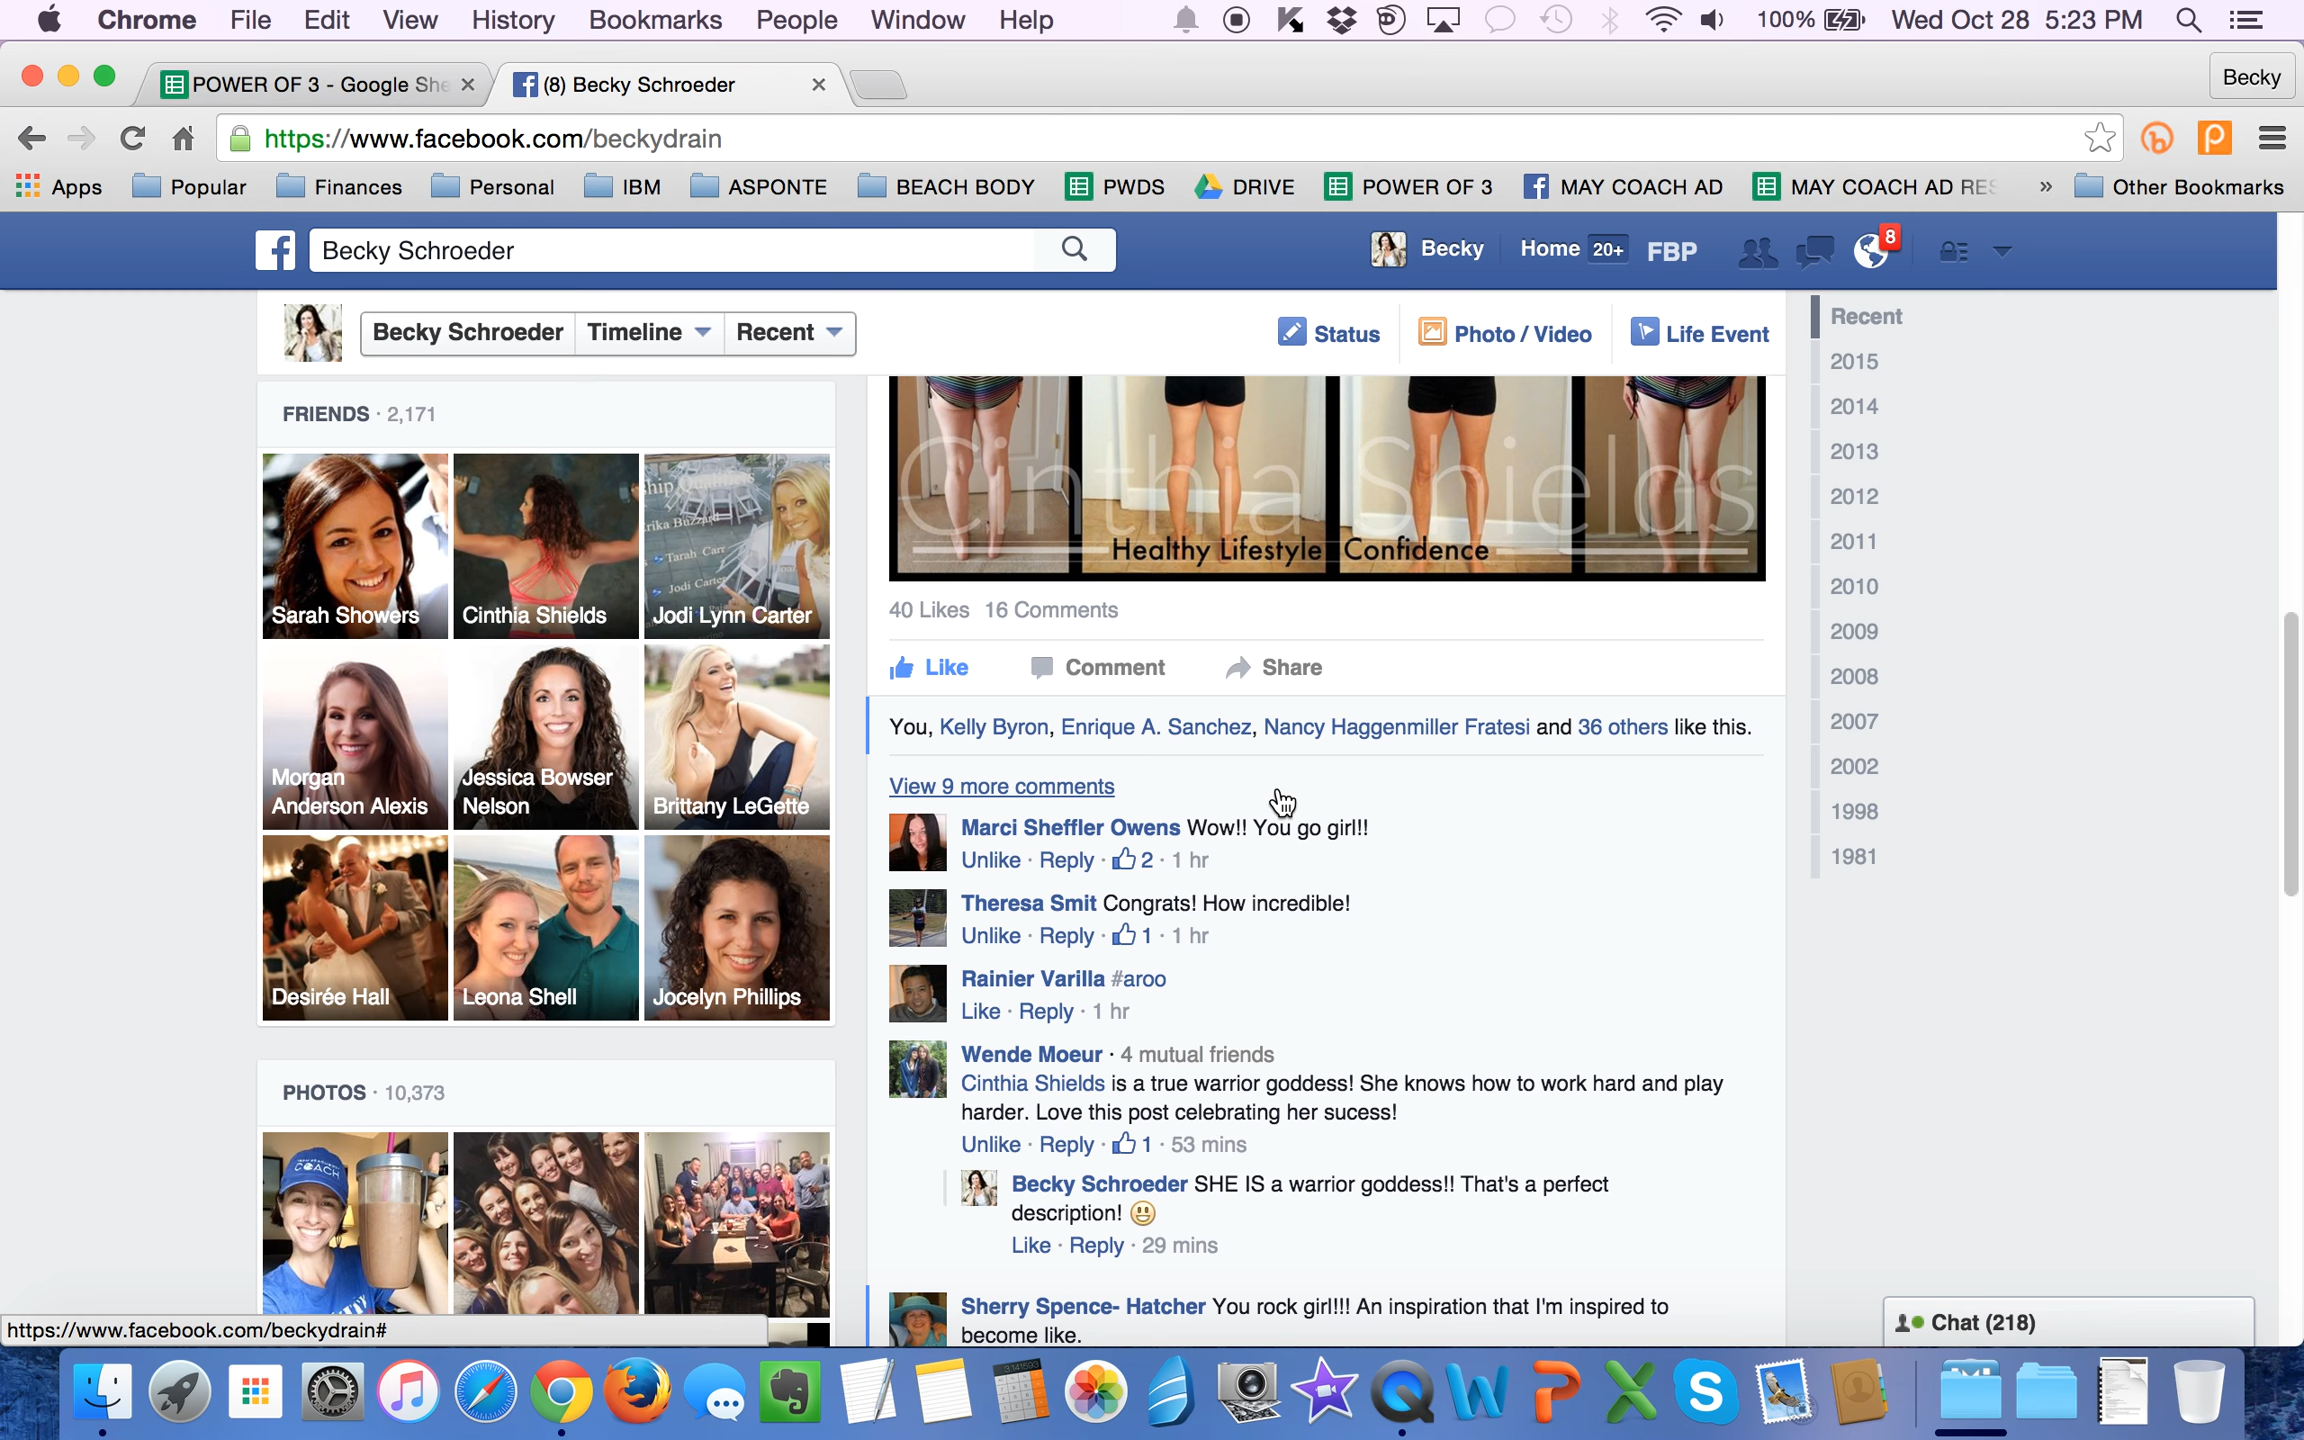 Chrome File Edit View History Bookmarks People Window Help 100% Wed Oct 28 5:23 PM
POWER OF 3 - Google She (8) Becky Schroeder Becky
https://www.facebook.com/beckydrain
Apps Popular Finances Personal IBM ASPONTE BEACH BODY PWDS DRIVE POWER OF 3 MAY COACH AD MAY COACH AD RES » Other Bookmarks
Becky Schroeder Becky Home 20+ FBP 8
Becky Schroeder Timeline Recent Status Photo / Video Life Event
Recent
2015
2014
2013
2012
2011
2010
2009
2008
2007
2002
1998
1981
FRIENDS · 2,171
Sarah Showers
Cinthia Shields
Jodi Lynn Carter
Tarah Carr
Jodi Carter
Morgan
Anderson Alexis
Jessica Bowser
Nelson
Brittany LeGette
Desirée Hall
Leona Shell
Jocelyn Phillips
PHOTOS · 10,373
COACH
Cinthia Shields
Healthy Lifestyle Confidence
40 Likes 16 Comments
Like Comment Share
You, Kelly Byron, Enrique A. Sanchez, Nancy Haggenmiller Fratesi and 36 others like this.
View 9 more comments
Marci Sheffler Owens Wow!! You go girl!!
Unlike · Reply · 2 · 1 hr
Theresa Smit Congrats! How incredible!
Unlike · Reply · 1 · 1 hr
Rainier Varilla #aroo
Like · Reply · 1 hr
Wende Moeur · 4 mutual friends
Cinthia Shields is a true warrior goddess! She knows how to work hard and play
harder. Love this post celebrating her sucess!
Unlike · Reply · 1 · 53 mins
Becky Schroeder SHE IS a warrior goddess!! That's a perfect
description!
Like · Reply · 29 mins
Sherry Spence- Hatcher You rock girl!!! An inspiration that I'm inspired to
become like.
https://www.facebook.com/beckydrain#
Chat (218)